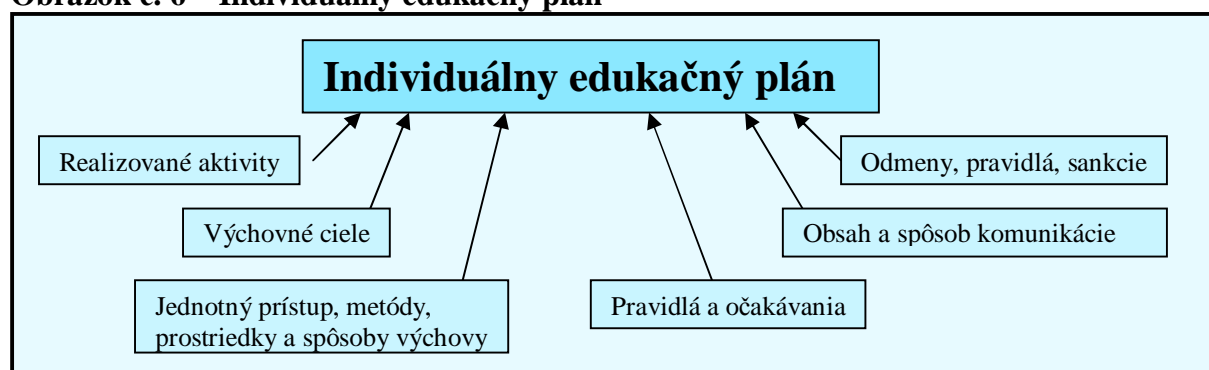 Obrázok č. 6 – Individuálny edukačný plán
Individuálny edukačný plán
Realizované aktivity
Odmeny, pravidlá, sankcie
Výchovné ciele
Obsah a spôsob komunikácie
Jednotný prístup, metódy,
prostriedky a spôsoby výchovy
Pravidlá a očakávania